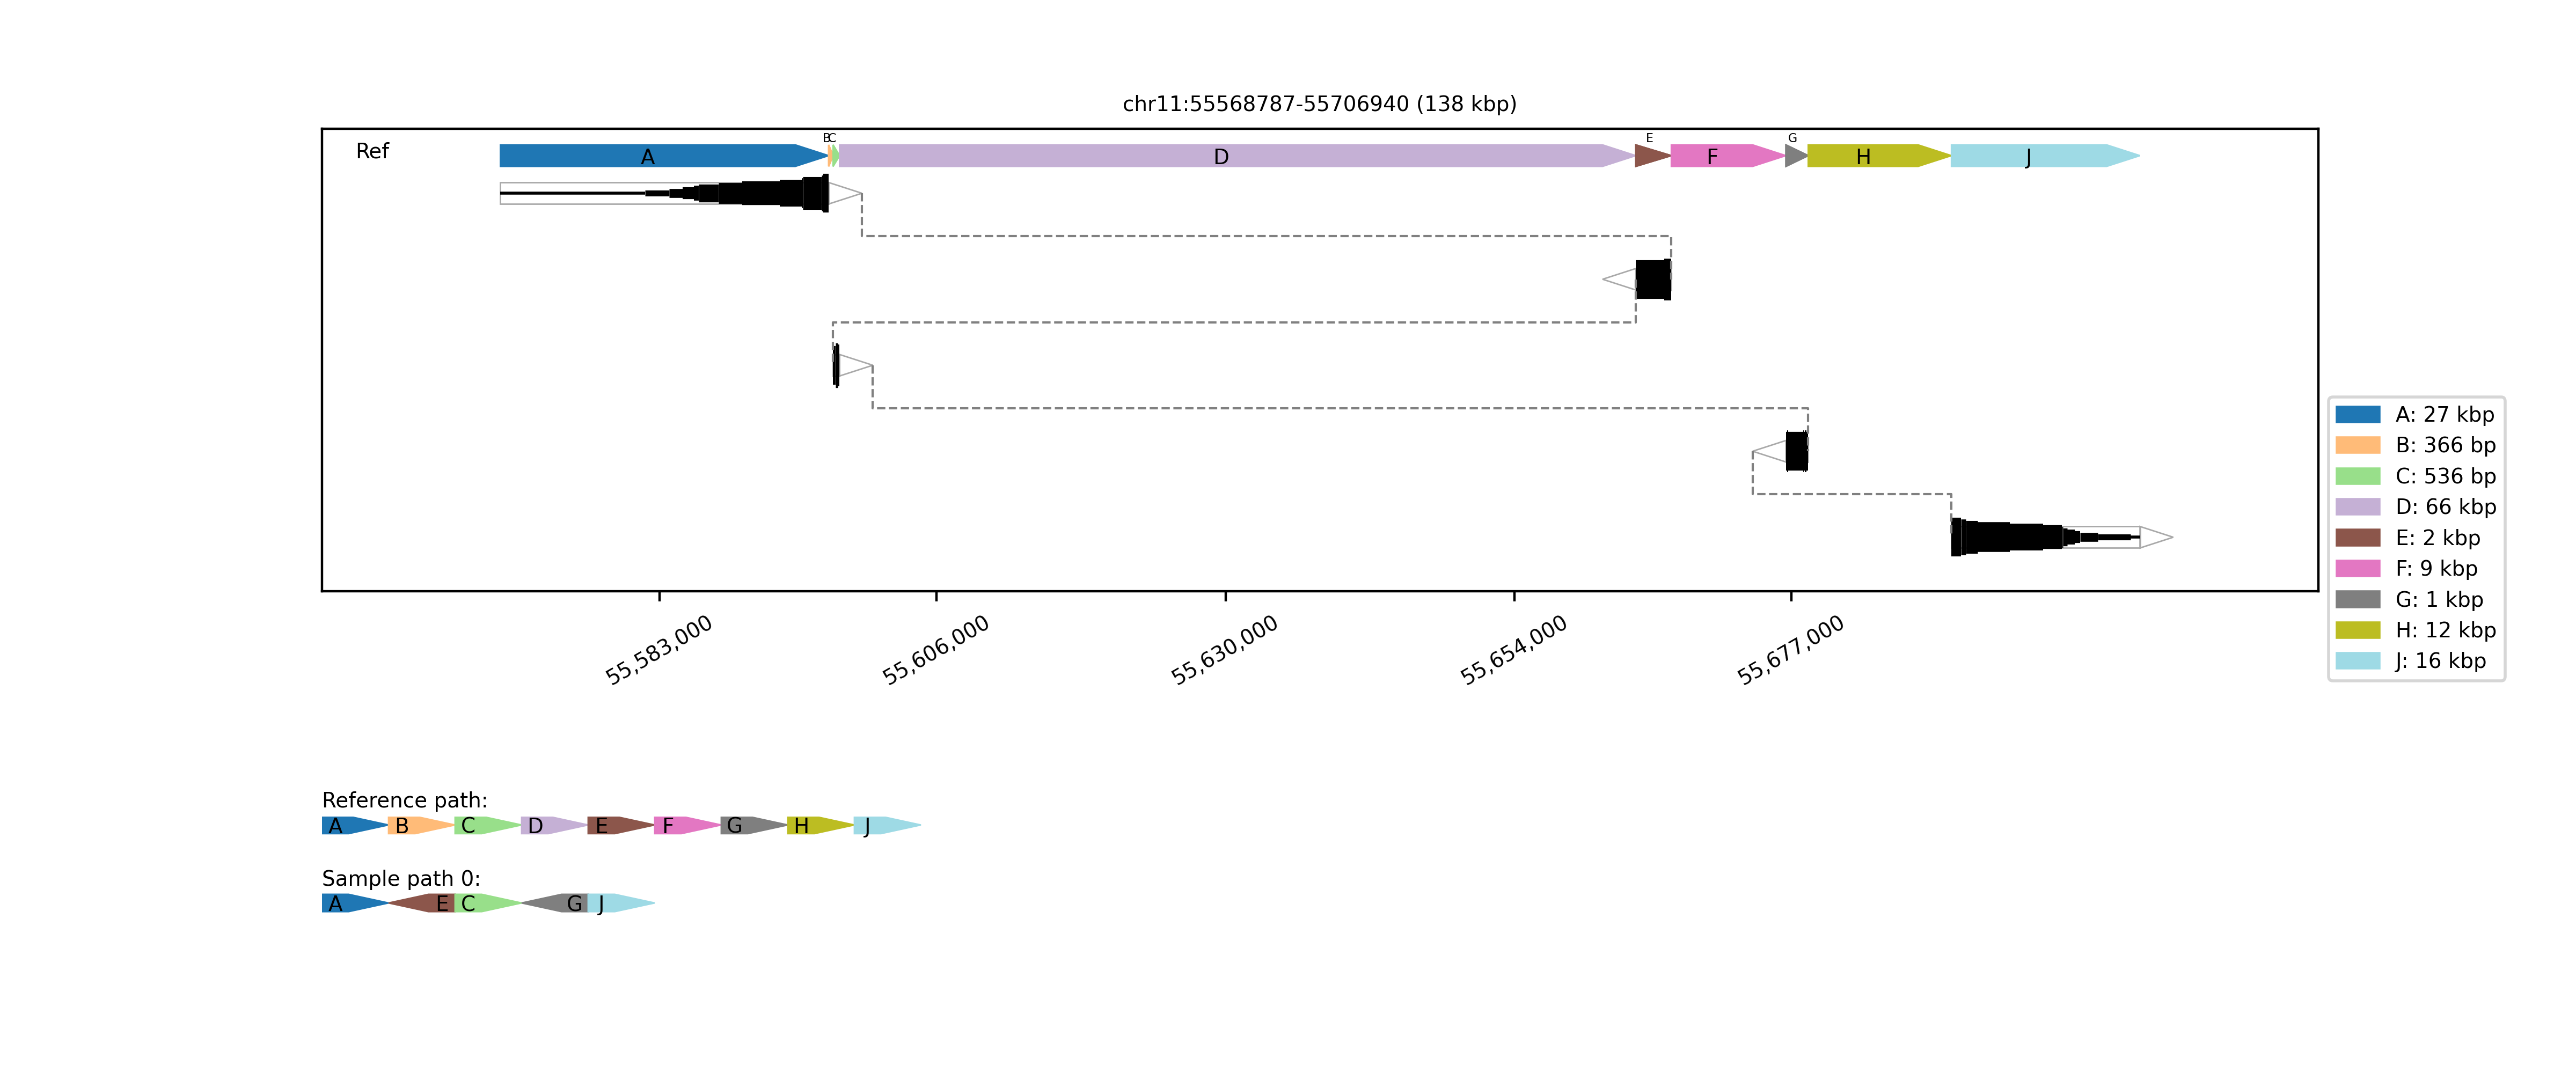 chr11:55568787-55706940 (138 kbp)
Ref
B C E G
A D F H J
A: 27 kbp
B: 366 bp
C: 536 bp
D: 66 kbp
E: 2 kbp
F: 9 kbp
G: 1 kbp
H: 12 kbp
J: 16 kbp
55,583,000 55,606,000 55,630,000 55,654,000 55,677,000
Reference path:
A B C D E F G H J
Sample path 0:
A E C G J